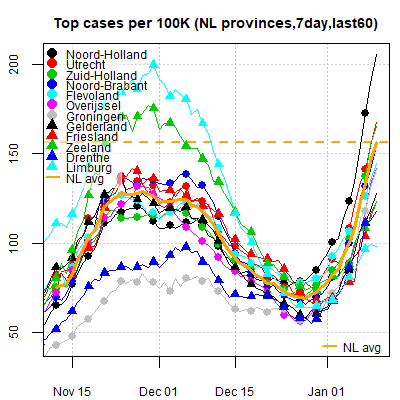 Top cases per 100K (NL provinces,7day,last60)
200
150
100
50
Noord-Holland
Utrecht
Zuid-Holland
Noord-Brabant
Flevoland
Overijssel
Groningen
Gelderland
Friesland
Zeeland
Drenthe
Limburg
NL avg
NL avg
Nov 15
Dec 01
Dec 15
Jan 01